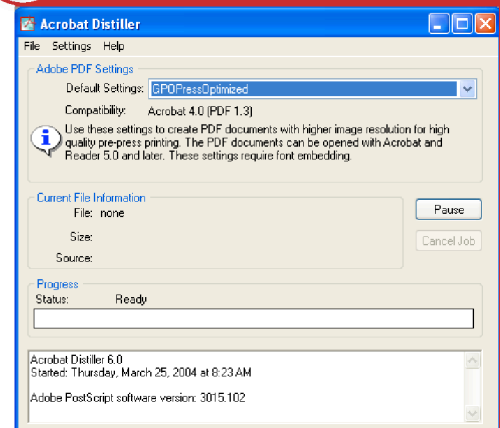 Acrobat Distiller
File Settings Help
Adobe PDF Settings
Default Settings: GPOPressOptimized
Compatibility: Acrobat 4.0 (PDF 1.3)
Use these settings to create PDF documents with higher image resolution for high
quality pre-press printing. The PDF documents can be opened with Acrobat and
Reader 5.0 and later. These settings require font embedding.
Current File Information
File: none
Pause
Size:
Cancel Job
Source:
Progress
Status: Ready
Acrobat Distiller 6.0
Started: Thursday, March 25, 2004 at 8:23 AM
Adobe PostScript software version: 3015.102